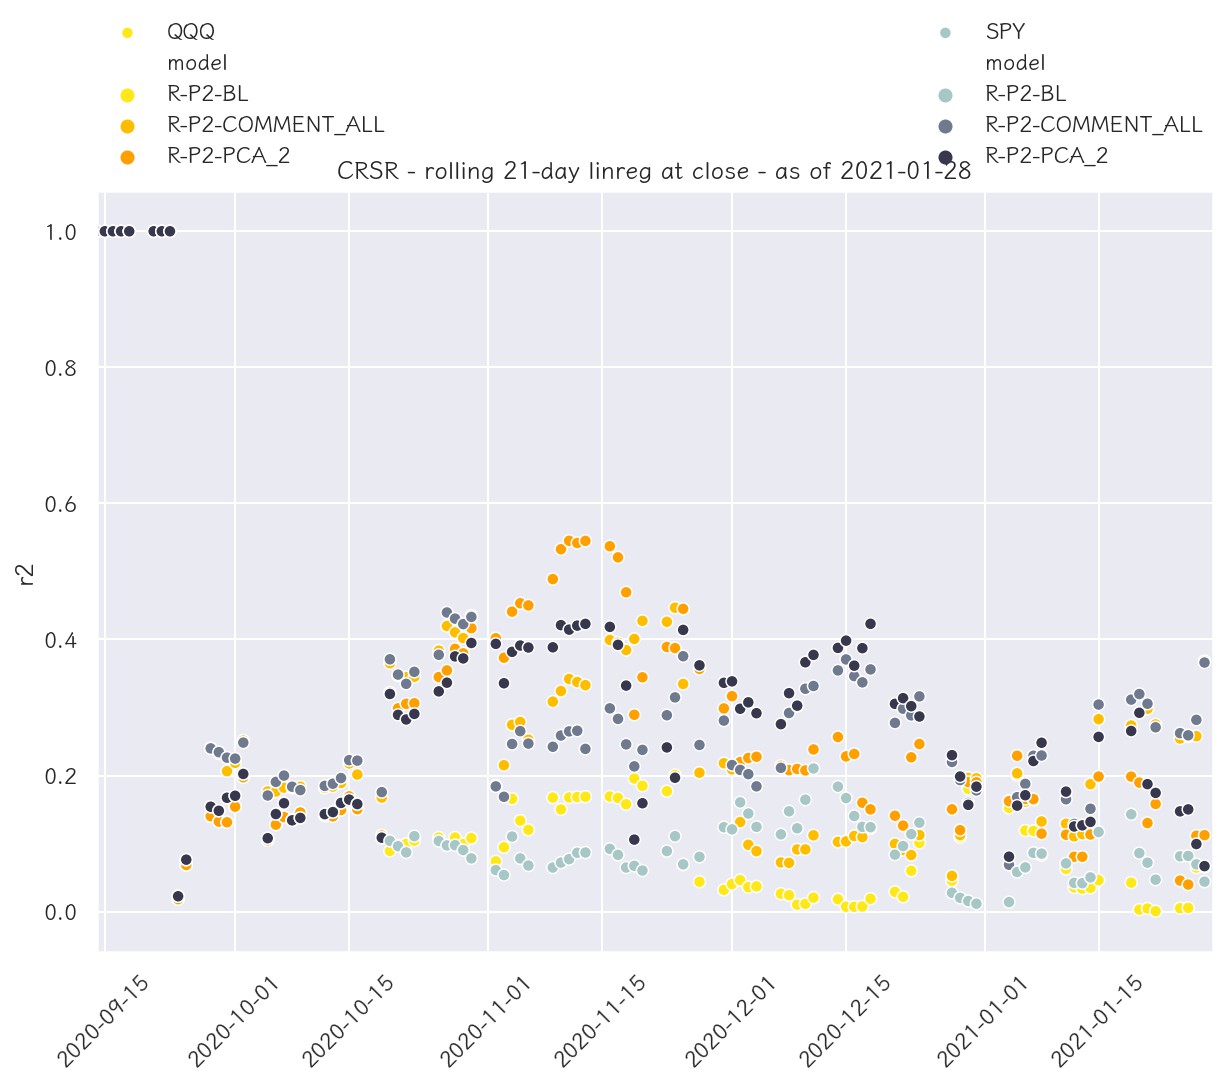 QQQ
model
R-P2-BL
R-P2-COMMENT_ALL
R-P2-PCA_2
SPY
model
R-P2-BL
R-P2-COMMENT_ALL
R-P2-PCA_2
CRSR - rolling 21-day linreg at close - as of 2021-01-28
1.0
0.8
0.6
0.4
0.2
0.0
r2
2020-09-15
2020-10-01
2020-10-15
2020-11-01
2020-11-15
2020-12-01
2020-12-15
2021-01-01
2021-01-15